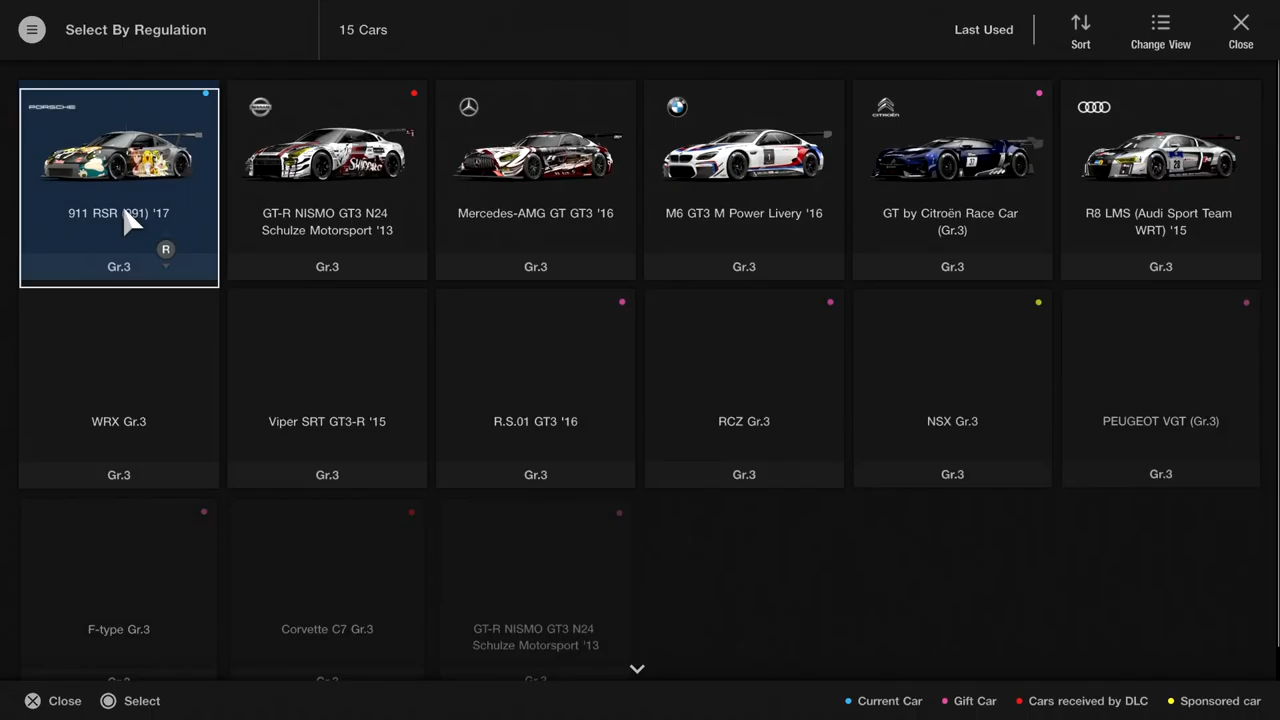 Select By Regulation
15 Cars
Last Used
Sort
Change View
Close
PORSCHE
911 RSR (991) '17
R
Gr.3
GT-R NISMO GT3 N24
Schulze Motorsport '13
Gr.3
Mercedes-AMG GT GT3 '16
Gr.3
M6 GT3 M Power Livery '16
Gr.3
CITROËN
GT by Citroën Race Car
(Gr.3)
Gr.3
R8 LMS (Audi Sport Team
WRT) '15
Gr.3
WRX Gr.3
Gr.3
Viper SRT GT3-R '15
Gr.3
R.S.01 GT3 '16
Gr.3
RCZ Gr.3
Gr.3
NSX Gr.3
Gr.3
PEUGEOT VGT (Gr.3)
Gr.3
F-type Gr.3
Gr.3
Corvette C7 Gr.3
Gr.3
GT-R NISMO GT3 N24
Schulze Motorsport '13
Gr.3
Close
Select
Current Car
Gift Car
Cars received by DLC
Sponsored car